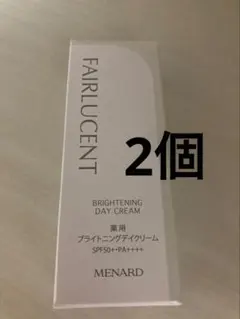 FAIRLUCENT
2個
BRIGHTENING
DAY CREAM
薬用
ブライトニングデイクリーム
SPF50+・PA++++
MENARD